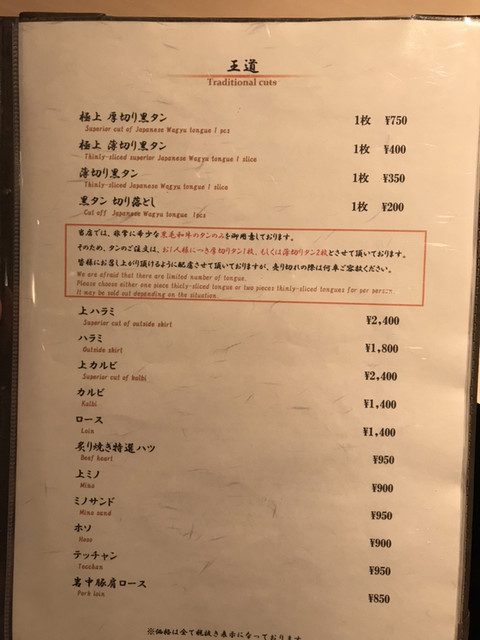 王道
Traditional cuts
極上 厚切り黒タン 1枚 ¥750
Superior cut of Japanese Wagyu tongue 1 pcs
極上 薄切り黒タン 1枚 ¥400
Thinly-sliced superior Japanese Wagyu tongue 1 slice
薄切り黒タン 1枚 ¥350
Thinly-sliced Japanese Wagyu tongue 1 slice
黒タン 切り落とし 1枚 ¥200
Cut off Japanese Wagyu tongue 1pcs
当店では、非常に希少な黒毛和牛のタンのみを御用意しております。
そのため、タンのご注文は、お1人様につき厚切りタン1枚、もしくは薄切りタン2枚とさせて頂いております。
皆様にお召し上がり頂けるように配慮させて頂いておりますが、売り切れの際は何卒ご容赦ください。
We are afraid that there are limited number of tongue.
Please choose either one piece thicly-sliced tongue or two pieces thinly-sliced tongues for per person.
It may be sold out depending on the situation.
上ハラミ ¥2,400
Superior cut of outside skirt
ハラミ ¥1,800
Outside skirt
上カルビ ¥2,400
Superior cut of kalbi
カルビ ¥1,400
Kalbi
ロース ¥1,400
Loin
炙り焼き特選ハツ ¥950
Beef heart
上ミノ ¥900
Mino
ミノサンド ¥950
Mino sand
ホソ ¥900
Hoso
テッチャン ¥950
Tecchan
岩中豚肩ロース ¥850
Pork loin
※価格は全て税抜き表示になっております